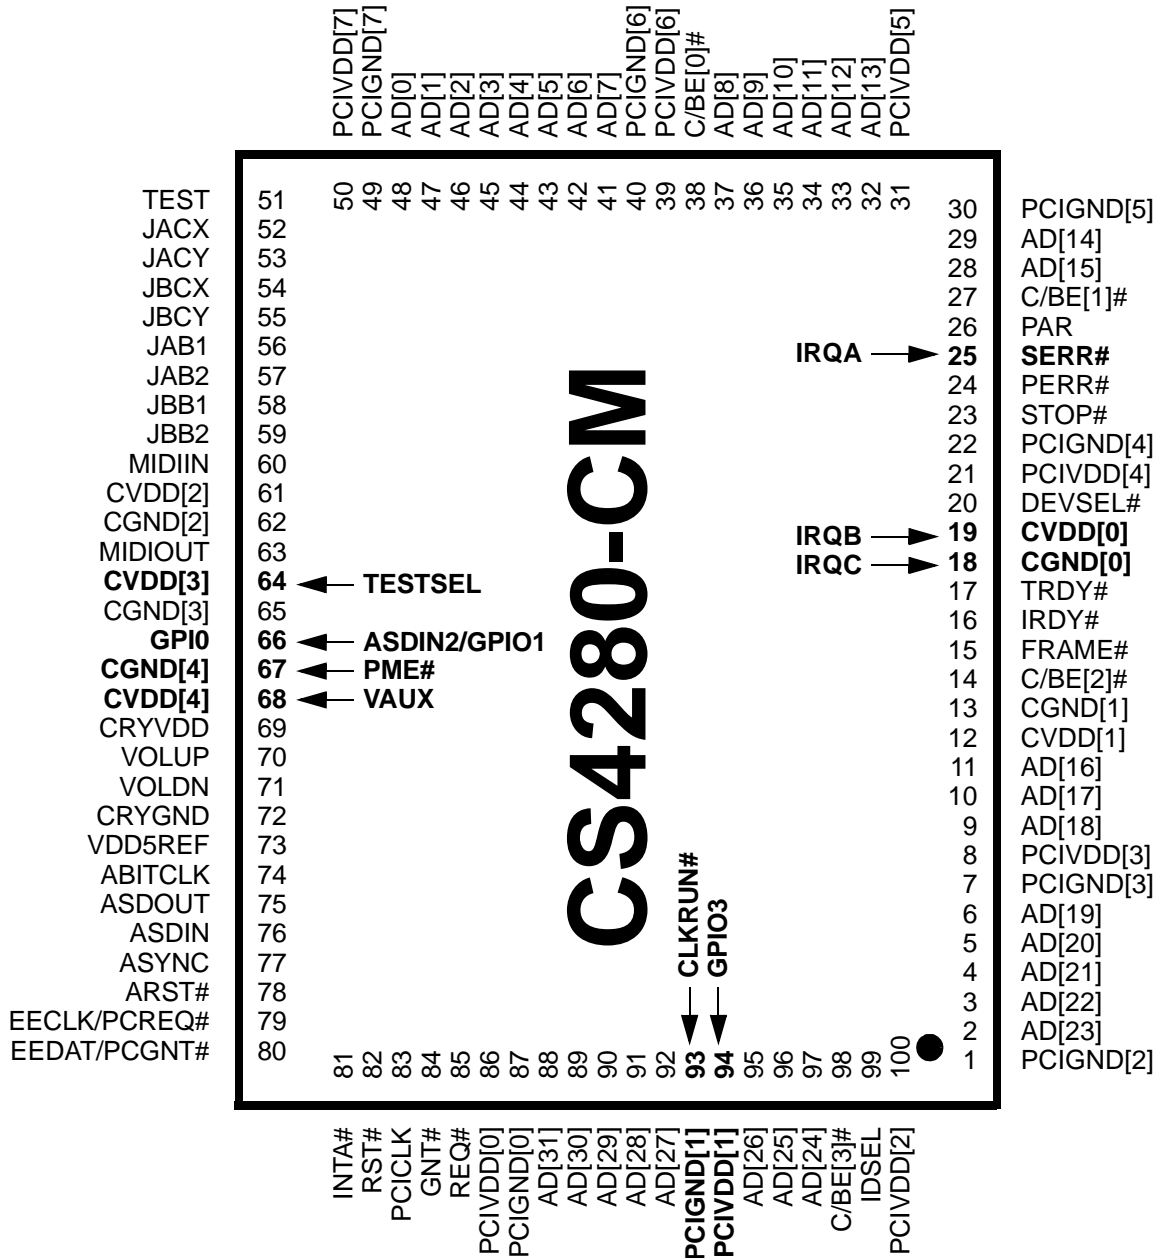 PCIVDD[7]
PCIGND[7]
AD[0]
AD[1]
AD[2]
AD[3]
AD[4]
AD[5]
AD[6]
AD[7]
PCIGND[6]
PCIVDD[6]
C/BE[0]#
AD[8]
AD[9]
AD[10]
AD[11]
AD[12]
AD[13]
PCIVDD[5]
50
49
48
47
46
45
44
43
42
41
40
39
38
37
36
35
34
33
32
31
TEST 51
JACX 52
JACY 53
JBCX 54
JBCY 55
JAB1 56
JAB2 57
JBB1 58
JBB2 59
MIDIIN 60
CVDD[2] 61
CGND[2] 62
MIDIOUT 63
CVDD[3] 64 TESTSEL
CGND[3] 65
GPI0 66 ASDIN2/GPIO1
CGND[4] 67 PME#
CVDD[4] 68 VAUX
CRYVDD 69
VOLUP 70
VOLDN 71
CRYGND 72
VDD5REF 73
ABITCLK 74
ASDOUT 75
ASDIN 76
ASYNC 77
ARST# 78
EECLK/PCREQ# 79
EEDAT/PCGNT# 80
CS4280-CM
30 PCIGND[5]
29 AD[14]
28 AD[15]
27 C/BE[1]#
26 PAR
IRQA 25 SERR#
24 PERR#
23 STOP#
22 PCIGND[4]
21 PCIVDD[4]
20 DEVSEL#
IRQB 19 CVDD[0]
IRQC 18 CGND[0]
17 TRDY#
16 IRDY#
15 FRAME#
14 C/BE[2]#
13 CGND[1]
12 CVDD[1]
11 AD[16]
10 AD[17]
9 AD[18]
8 PCIVDD[3]
7 PCIGND[3]
6 AD[19]
5 AD[20]
4 AD[21]
3 AD[22]
2 AD[23]
1 PCIGND[2]
CLKRUN#
GPIO3
81
82
83
84
85
86
87
88
89
90
91
92
93
94
95
96
97
98
99
100
INTA#
RST#
PCICLK
GNT#
REQ#
PCIVDD[0]
PCIGND[0]
AD[31]
AD[30]
AD[29]
AD[28]
AD[27]
PCIGND[1]
PCIVDD[1]
AD[26]
AD[25]
AD[24]
C/BE[3]#
IDSEL
PCIVDD[2]